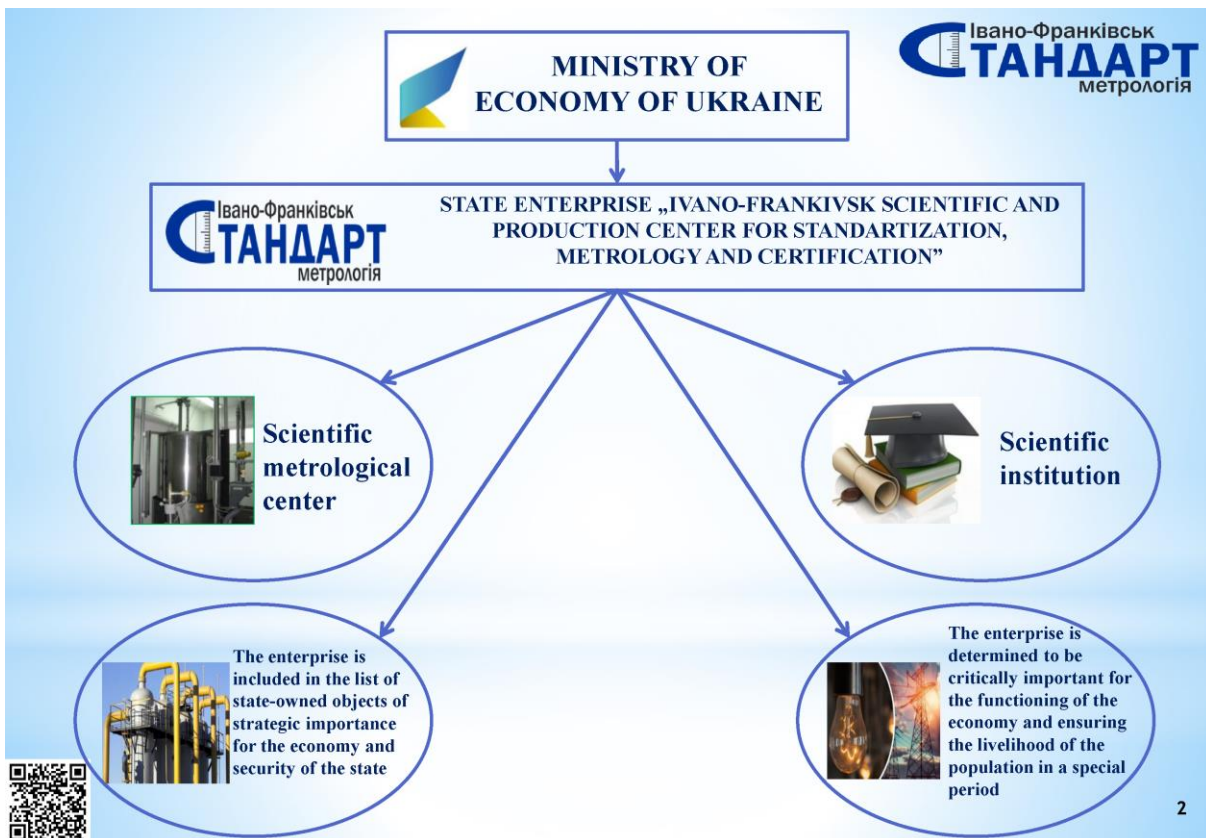 Івано-Франківськ
СТАНДАРТ
метрологія
MINISTRY OF
ECONOMY OF UKRAINE
Івано-Франківськ
СТАНДАРТ
метрологія
STATE ENTERPRISE „IVANO-FRANKIVSK SCIENTIFIC AND
PRODUCTION CENTER FOR STANDARTIZATION,
METROLOGY AND CERTIFICATION”
Scientific
metrological
center
Scientific
institution
The enterprise is
included in the list of
state-owned objects of
strategic importance
for the economy and
security of the state
The enterprise is
determined to be
critically important for
the functioning of the
economy and ensuring
the livelihood of the
population in a special
period
2